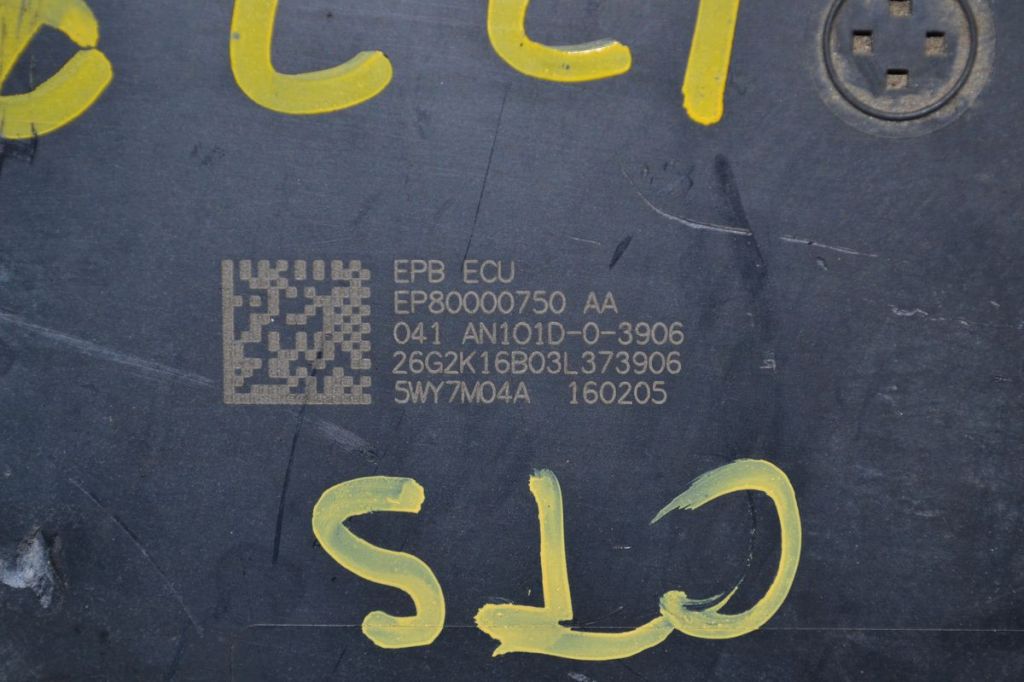 EPB ECU
EP80000750 AA
041 AN101D-0-3906
26G2K16B03L373906
5WY7M04A 160205
CTS